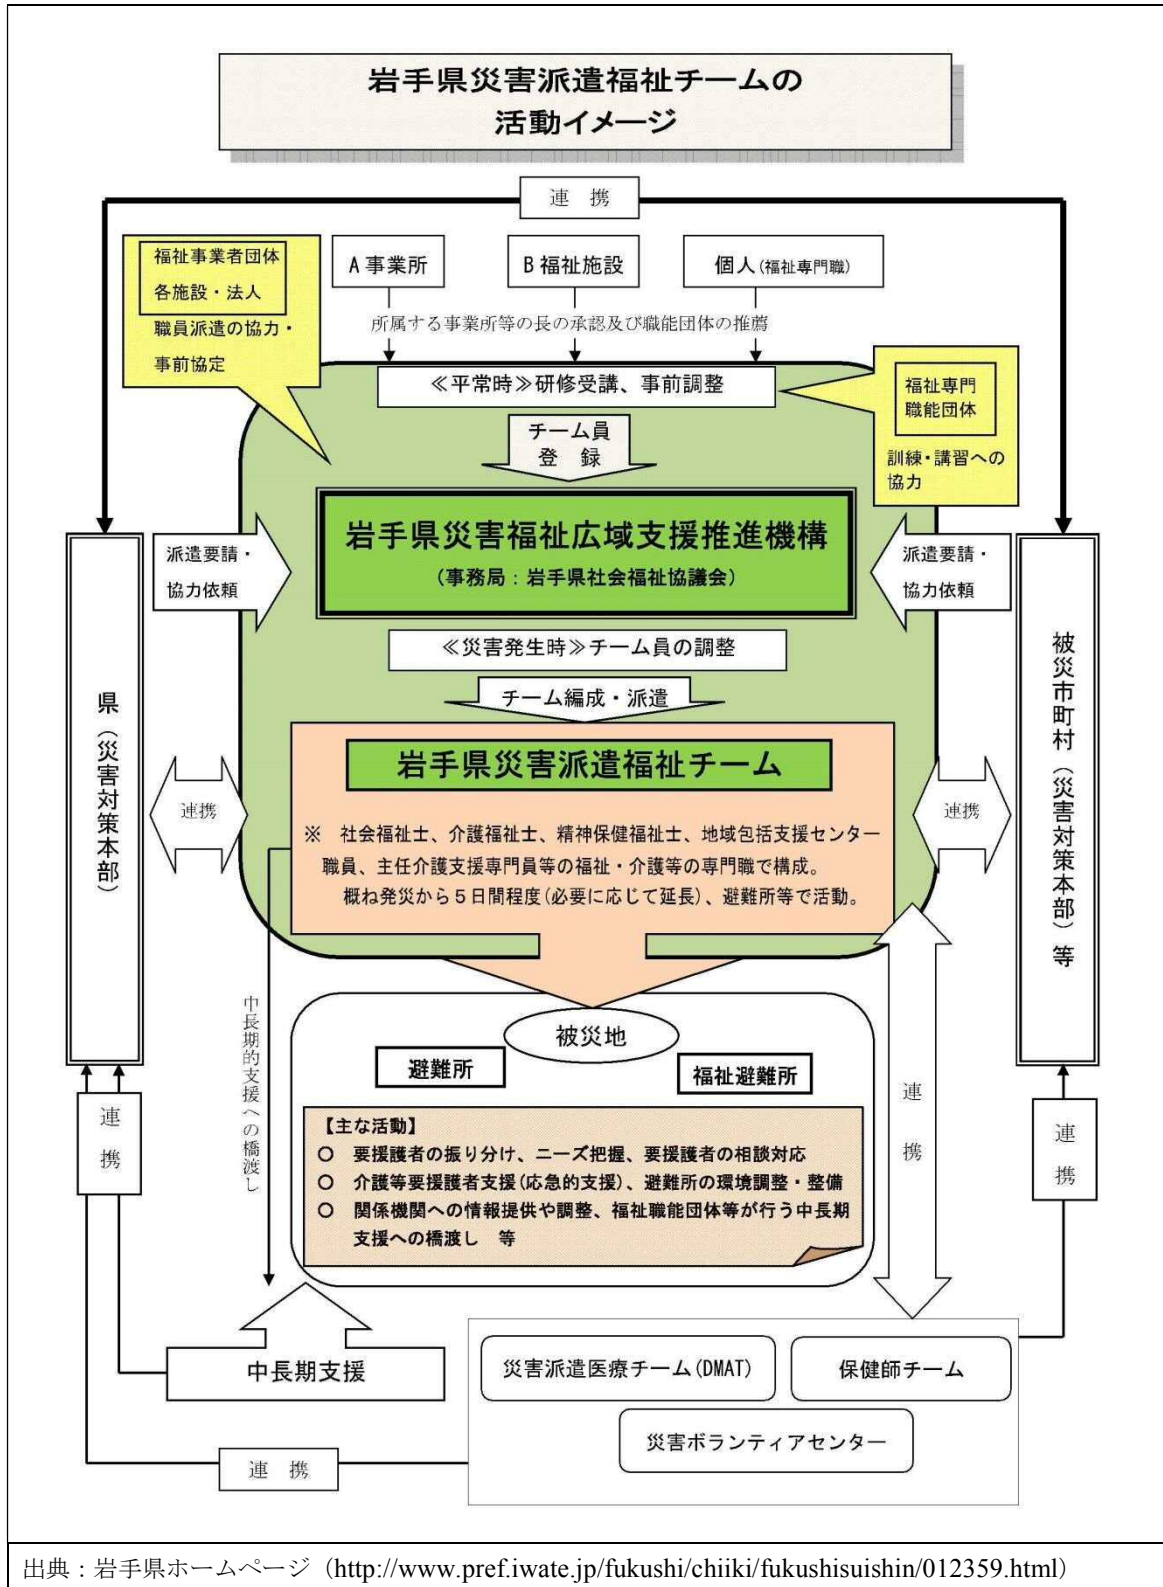 岩手県災害派遣福祉チームの
活動イメージ
連 携
福祉事業者団体
各施設・法人
職員派遣の協力・
事前協定
A 事業所
B 福祉施設
個人(福祉専門職)
所属する事業所等の長の承認及び職能団体の推薦
≪平常時≫研修受講、事前調整
福祉専門
職能団体
訓練・講習への
協力
チーム員
登 録
岩手県災害福祉広域支援推進機構
(事務局：岩手県社会福祉協議会)
派遣要請・
協力依頼
派遣要請・
協力依頼
≪災害発生時≫チーム員の調整
チーム編成・派遣
県（災害対策本部）
被災市町村（災害対策本部）等
岩手県災害派遣福祉チーム
連携
連携
※ 社会福祉士、介護福祉士、精神保健福祉士、地域包括支援センター
職員、主任介護支援専門員等の福祉・介護等の専門職で構成。
概ね発災から５日間程度(必要に応じて延長)、避難所等で活動。
中長期的支援への橋渡し
被災地
避難所
福祉避難所
連 携
連 携
連 携
【主な活動】
○ 要援護者の振り分け、ニーズ把握、要援護者の相談対応
○ 介護等要援護者支援(応急的支援)、避難所の環境調整・整備
○ 関係機関への情報提供や調整、福祉職能団体等が行う中長期
支援への橋渡し 等
中長期支援
災害派遣医療チーム(DMAT)
保健師チーム
災害ボランティアセンター
連 携
出典：岩手県ホームページ（http://www.pref.iwate.jp/fukushi/chiiki/fukushisuishin/012359.html）